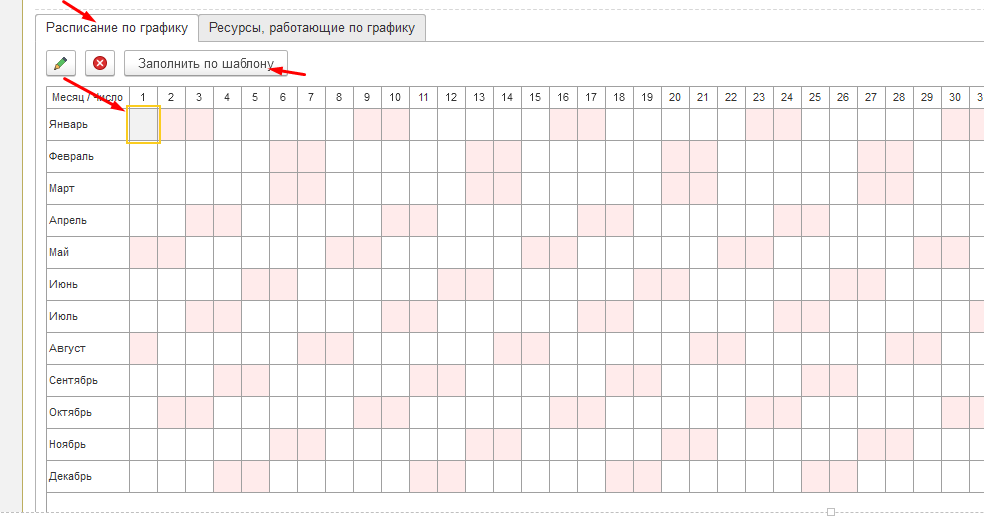 Расписание по графику Ресурсы, работающие по графику
Заполнить по шаблону
Месяц / Число 1 2 3 4 5 6 7 8 9 10 11 12 13 14 15 16 17 18 19 20 21 22 23 24 25 26 27 28 29 30 3
Январь
Февраль
Март
Апрель
Май
Июнь
Июль
Август
Сентябрь
Октябрь
Ноябрь
Декабрь